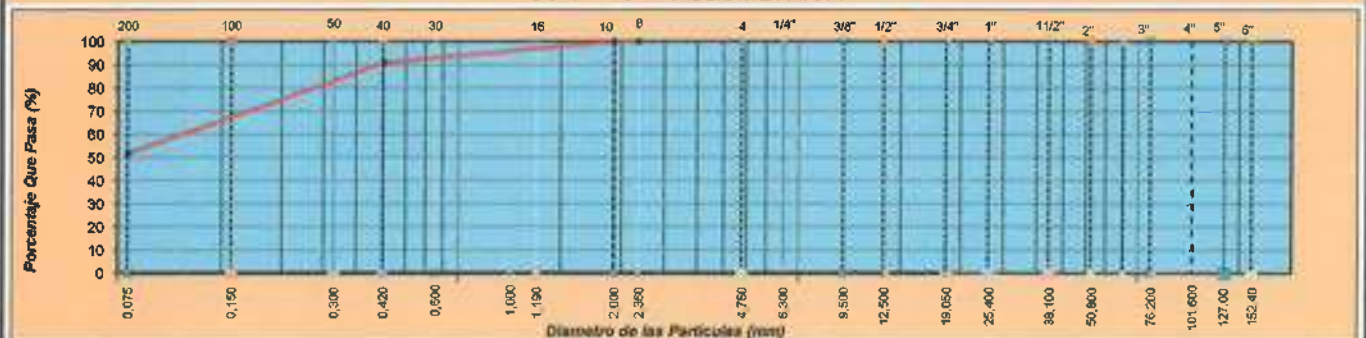 200 100 50 40 30 16 10 8 4 1/4" 3/8" 1/2" 3/4" 1" 1 1/2" 2" 3" 4" 5" 6"
Porcentaje Que Pasa (%)
100
90
80
70
60
50
40
30
20
10
0
0,075 0,150 0,300 0,420 0,600 1,000 1,190 2,000 2,360 4,760 6,300 9,500 12,500 19,050 25,400 38,100 50,800 76,200 101,600 127,00 152,40
Diametro de las Particulas (mm)